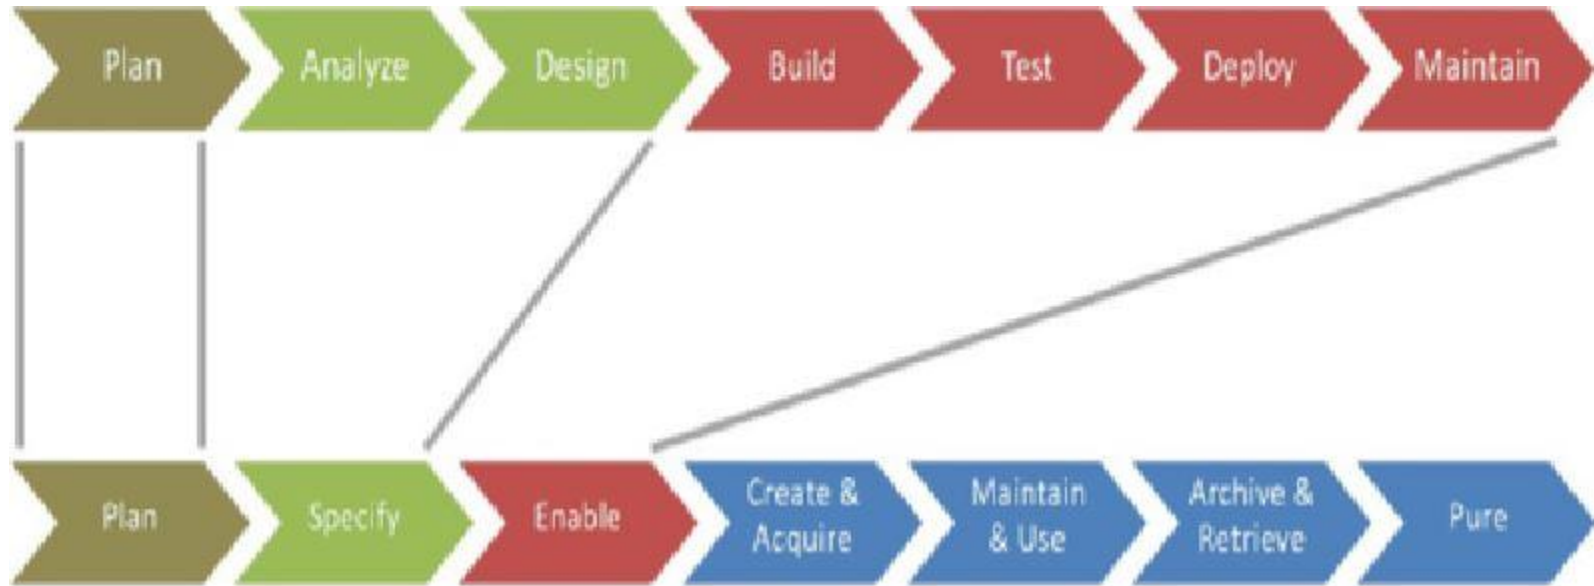 Plan
Analyze
Design
Build
Test
Deploy
Maintain
Plan
Specify
Enable
Create &
Acquire
Maintain
& Use
Archive &
Retrieve
Pure